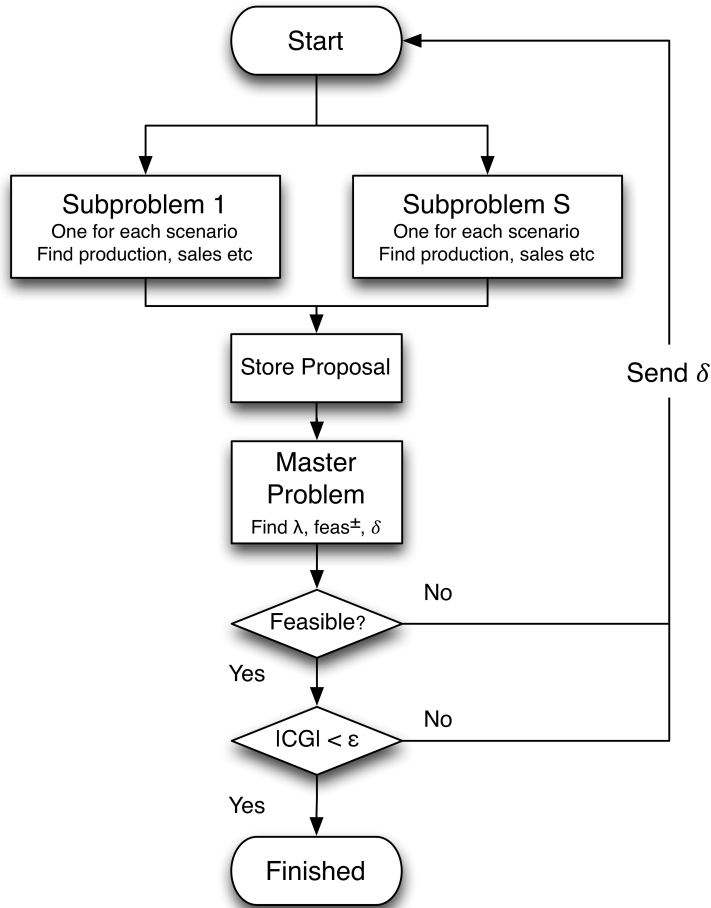 Start
Subproblem 1
One for each scenario
Find production, sales etc
Subproblem S
One for each scenario
Find production, sales etc
Store Proposal
Send δ
Master
Problem
Find λ, feas±, δ
No
Feasible?
Yes
No
|CG| < ε
Yes
Finished